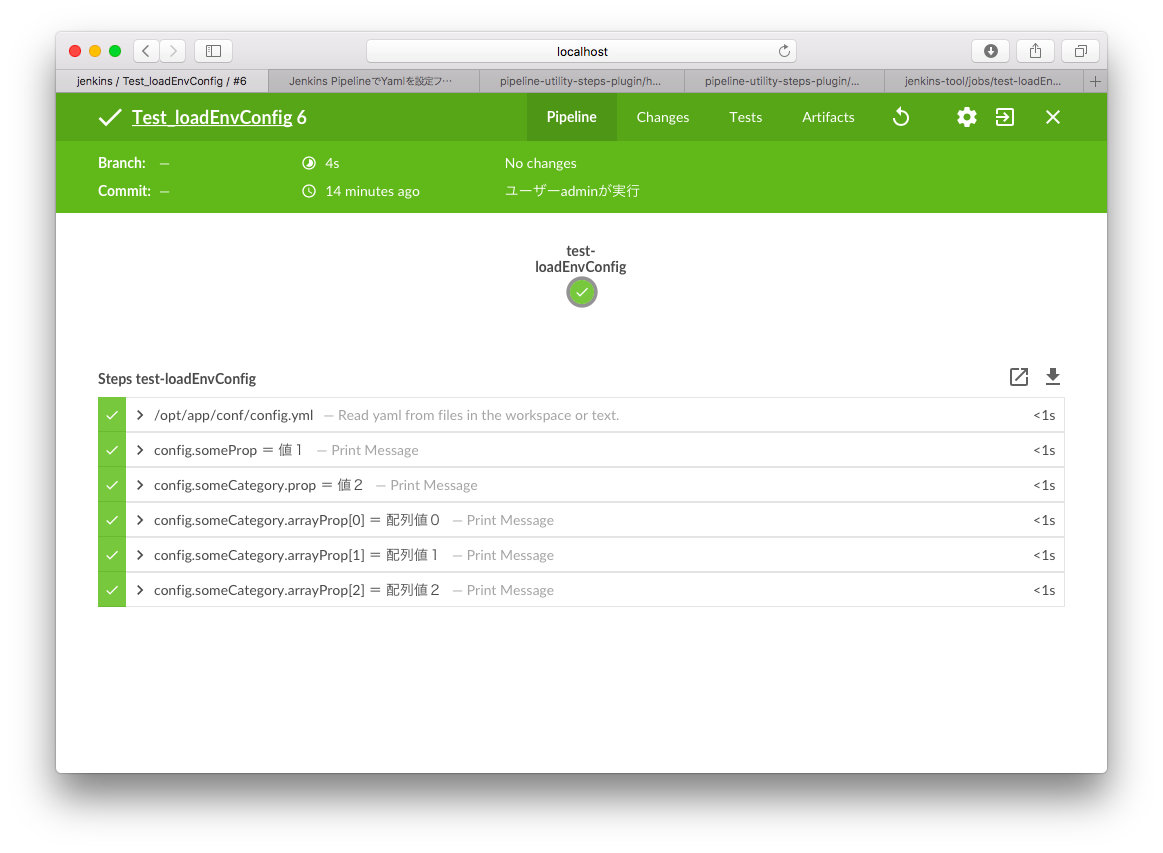 localhost
jenkins / Test_loadEnvConfig / #6
Jenkins PipelineでYamlを設定フ…
pipeline-utility-steps-plugin/h...
pipeline-utility-steps-plugin/...
jenkins-tool/jobs/test-loadEn...
Test_loadEnvConfig 6
Pipeline
Changes
Tests
Artifacts
Branch: —
4s
No changes
Commit: —
14 minutes ago
ユーザーadminが実行
test-
loadEnvConfig
Steps test-loadEnvConfig
/opt/app/conf/config.yml — Read yaml from files in the workspace or text. <1s
config.someProp ＝ 値１ — Print Message <1s
config.someCategory.prop ＝ 値２ — Print Message <1s
config.someCategory.arrayProp[0] ＝ 配列値０ — Print Message <1s
config.someCategory.arrayProp[1] ＝ 配列値１ — Print Message <1s
config.someCategory.arrayProp[2] ＝ 配列値２ — Print Message <1s